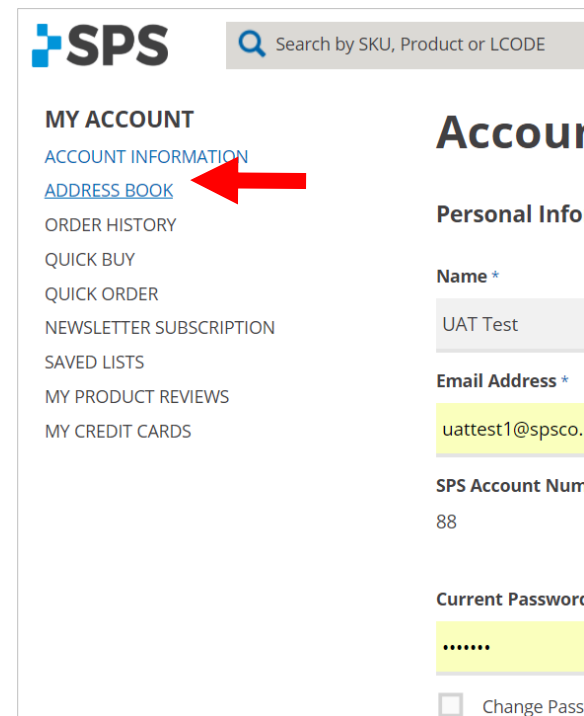 SPS
Search by SKU, Product or LCODE
MY ACCOUNT
ACCOUNT INFORMATION
ADDRESS BOOK
ORDER HISTORY
QUICK BUY
QUICK ORDER
NEWSLETTER SUBSCRIPTION
SAVED LISTS
MY PRODUCT REVIEWS
MY CREDIT CARDS
Accour
Personal Info
Name *
UAT Test
Email Address *
uattest1@spsco.
SPS Account Num
88
Current Password
•••••••
Change Pass